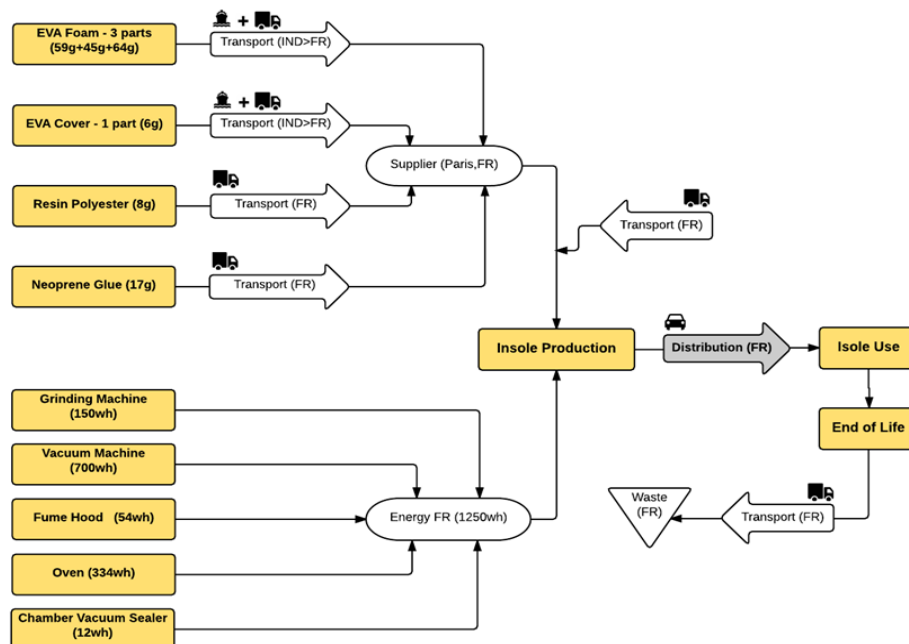 EVA Foam - 3 parts
(59g+45g+64g)
+
Transport (IND>FR)
EVA Cover - 1 part (6g)
+
Transport (IND>FR)
Supplier (Paris,FR)
Resin Polyester (8g)
Transport (FR)
Transport (FR)
Neoprene Glue (17g)
Transport (FR)
Insole Production
Distribution (FR)
Isole Use
Grinding Machine
(150wh)
End of Life
Vacuum Machine
(700wh)
Waste
(FR)
Fume Hood (54wh)
Energy FR (1250wh)
Transport (FR)
Oven (334wh)
Chamber Vacuum Sealer
(12wh)